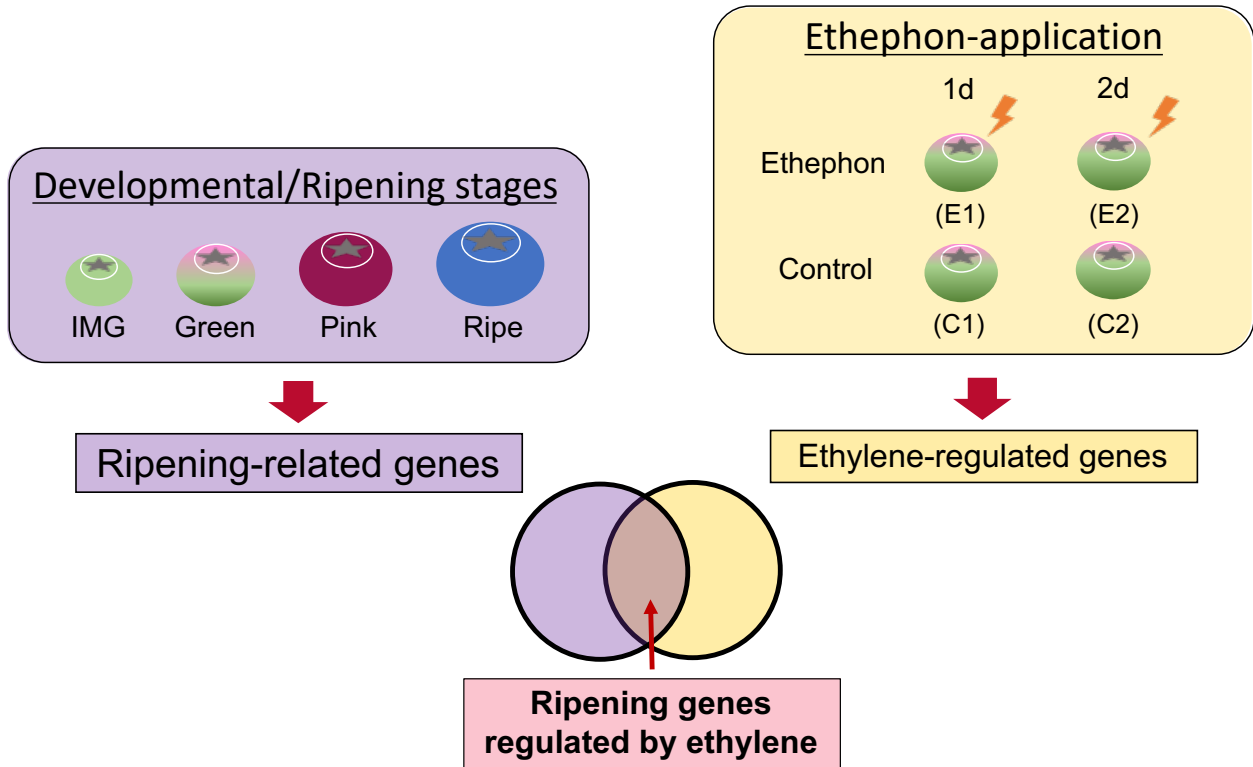 Developmental/Ripening stages
IMG Green Pink Ripe
Ripening-related genes
Ethephon-application
1d 2d
Ethephon
(E1) (E2)
Control
(C1) (C2)
Ethylene-regulated genes
Ripening genes
regulated by ethylene